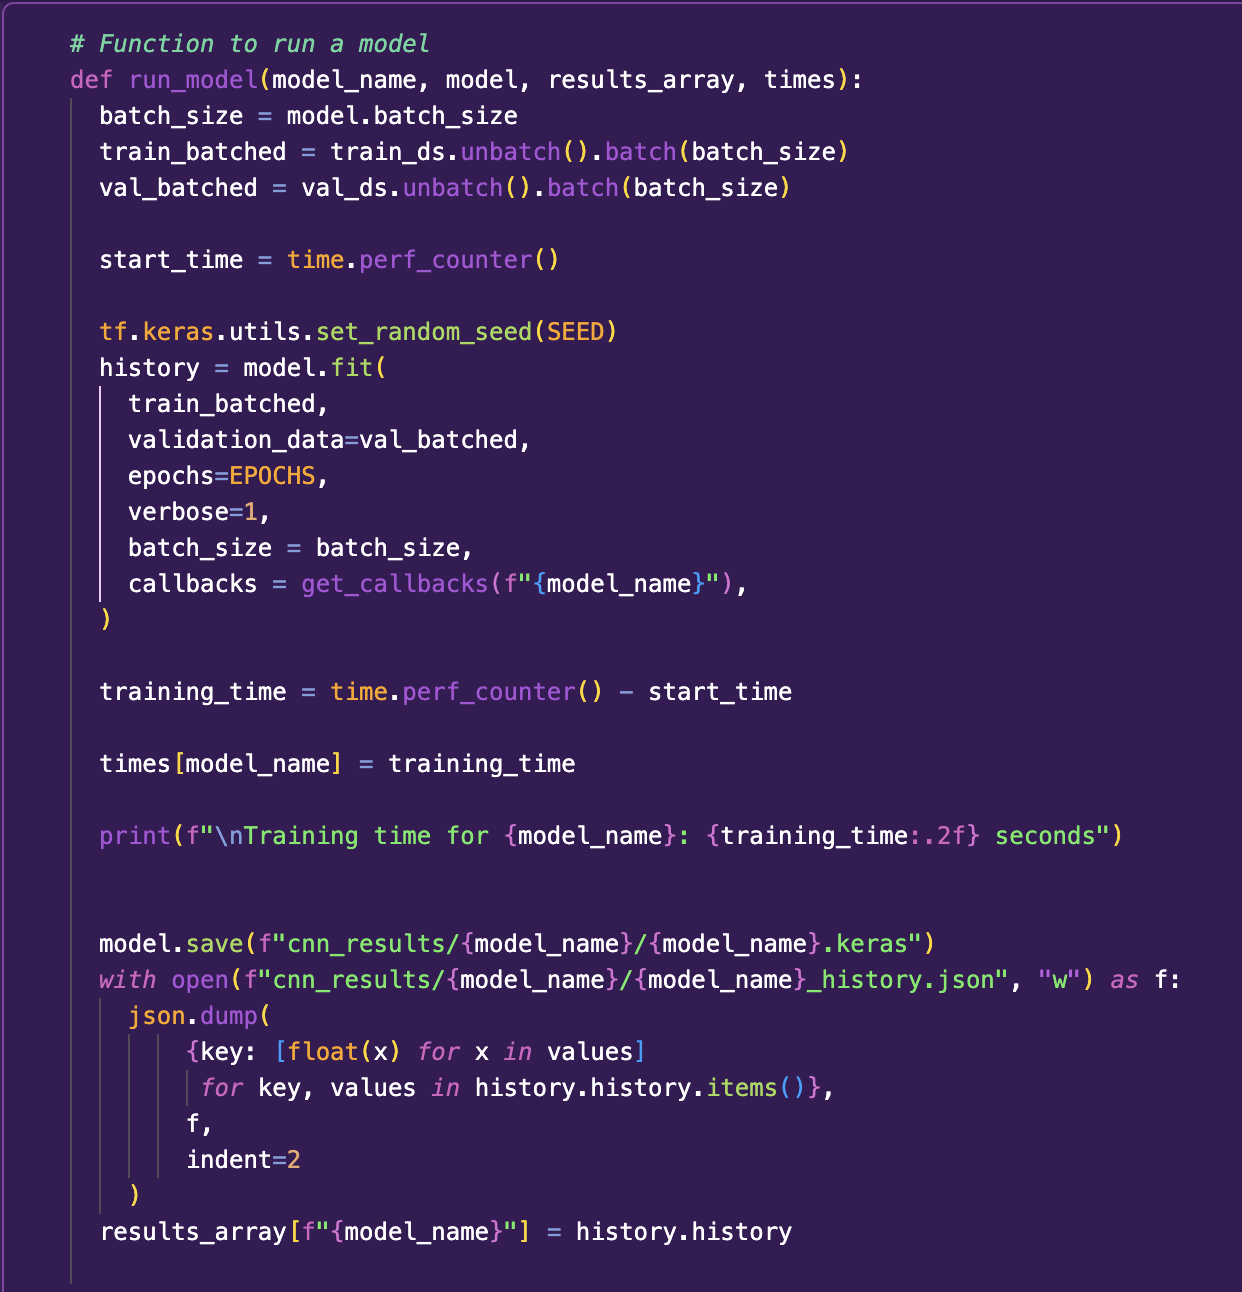 # Function to run a model
def run_model(model_name, model, results_array, times):
  batch_size = model.batch_size
  train_batched = train_ds.unbatch().batch(batch_size)
  val_batched = val_ds.unbatch().batch(batch_size)

  start_time = time.perf_counter()

  tf.keras.utils.set_random_seed(SEED)
  history = model.fit(
    train_batched,
    validation_data=val_batched,
    epochs=EPOCHS,
    verbose=1,
    batch_size = batch_size,
    callbacks = get_callbacks(f"{model_name}"),
  )

  training_time = time.perf_counter() - start_time

  times[model_name] = training_time

  print(f"\nTraining time for {model_name}: {training_time:.2f} seconds")


  model.save(f"cnn_results/{model_name}/{model_name}.keras")
  with open(f"cnn_results/{model_name}/{model_name}_history.json", "w") as f:
    json.dump(
        {key: [float(x) for x in values]
         for key, values in history.history.items()},
        f,
        indent=2
    )
  results_array[f"{model_name}"] = history.history